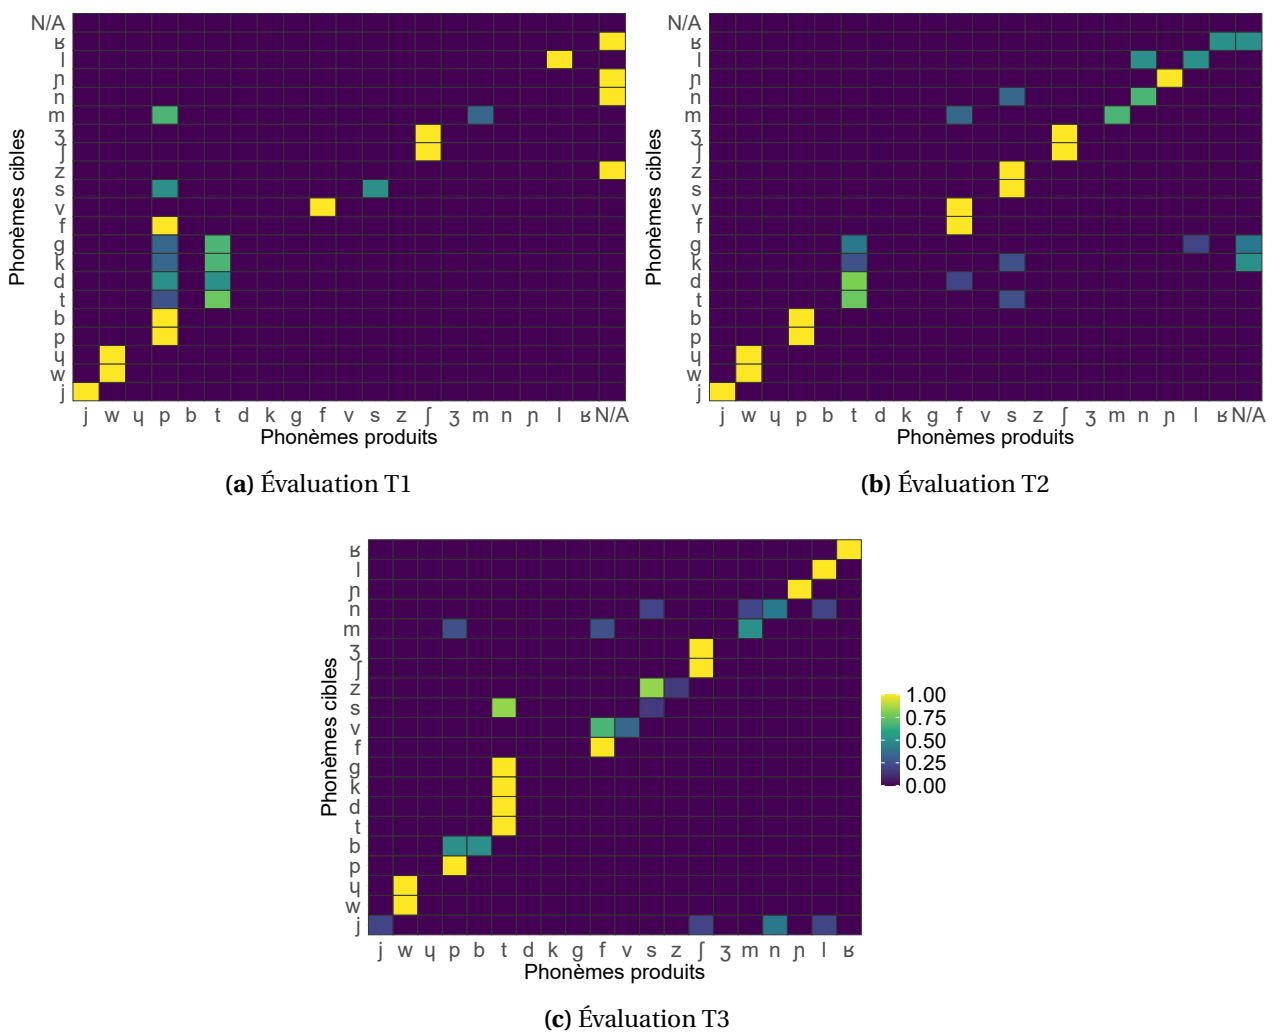 N/A
ʁ
l
ɲ
n
m
ʒ
ʃ
z
s
v
f
g
k
d
t
b
p
ɥ
w
j
Phonèmes cibles
j w ɥ p b t d k g f v s z ʃ ʒ m n ɲ l ʁ N/A
Phonèmes produits
(a) Évaluation T1
N/A
ʁ
l
ɲ
n
m
ʒ
ʃ
z
s
v
f
g
k
d
t
b
p
ɥ
w
j
Phonèmes cibles
j w ɥ p b t d k g f v s z ʃ ʒ m n ɲ l ʁ N/A
Phonèmes produits
(b) Évaluation T2
ʁ
l
ɲ
n
m
ʒ
ʃ
z
s
v
f
g
k
d
t
b
p
ɥ
w
j
Phonèmes cibles
j w ɥ p b t d k g f v s z ʃ ʒ m n ɲ l ʁ
Phonèmes produits
1.00
0.75
0.50
0.25
0.00
(c) Évaluation T3